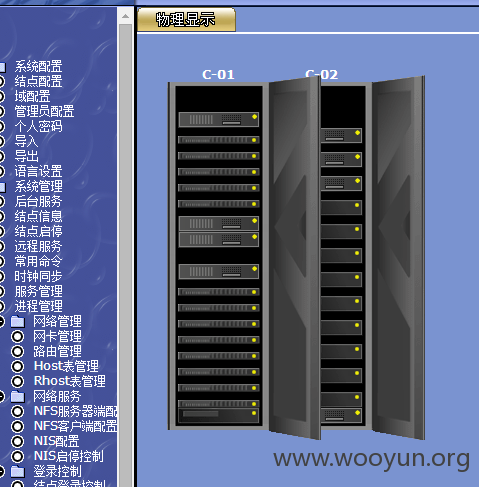 物理显示
C-01
C-02
系统配置
结点配置
域配置
管理员配置
个人密码
导入
导出
语言设置
系统管理
后台服务
结点信息
结点启停
远程服务
常用命令
时钟同步
服务管理
进程管理
网络管理
网卡管理
路由管理
Host表管理
Rhost表管理
网络服务
NFS服务器端配
NFS客户端配置
NIS配置
NIS启停控制
登录控制
结点登录控制
www.wooyun.org